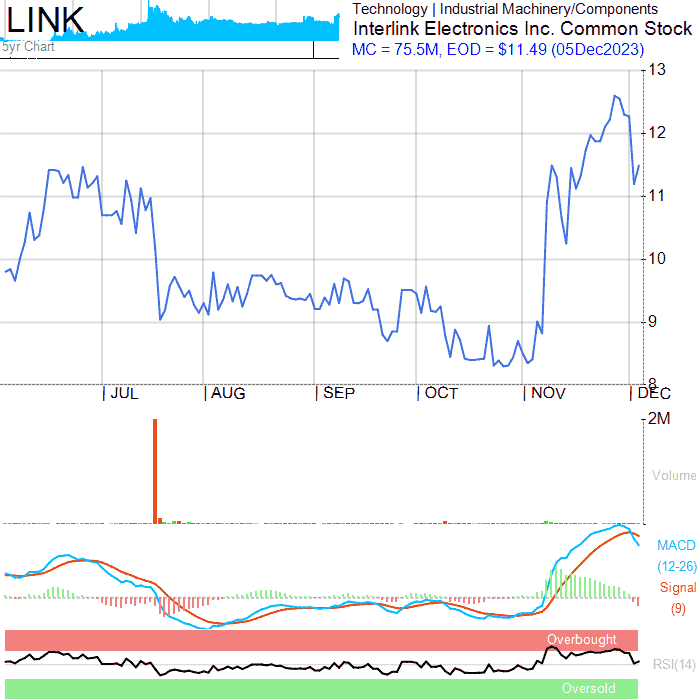 LINK
5yr Chart
Technology | Industrial Machinery/Components
Interlink Electronics Inc. Common Stock
MC = 75.5M, EOD = $11.49 (05Dec2023)
13
12
11
10
9
8
JUL AUG SEP OCT NOV DEC
2M
Volume
MACD
(12-26)
Signal
(9)
Overbought
RSI(14)
Oversold